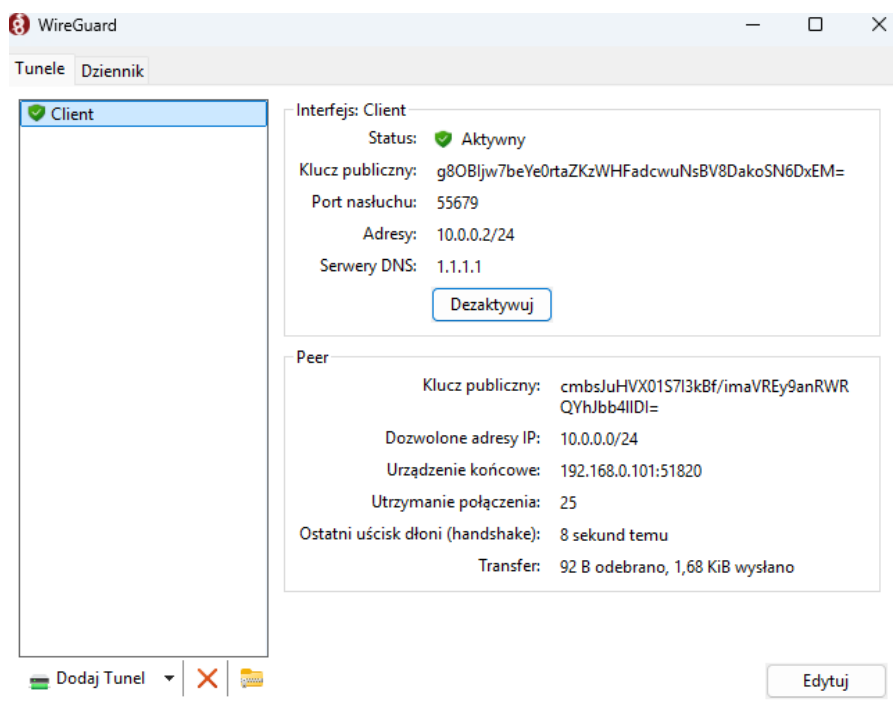 WireGuard
Tunele Dziennik
Client
Interfejs: Client
Status: Aktywny
Klucz publiczny: g8OBljw7beYe0rtaZKzWHFadcwuNsBV8DakoSN6DxEM=
Port nasłuchu: 55679
Adresy: 10.0.0.2/24
Serwery DNS: 1.1.1.1
Dezaktywuj
Peer
Klucz publiczny: cmbsJuHVX01S7l3kBf/imaVREy9anRWR
QYhJbb4IIDI=
Dozwolone adresy IP: 10.0.0.0/24
Urządzenie końcowe: 192.168.0.101:51820
Utrzymanie połączenia: 25
Ostatni uścisk dłoni (handshake): 8 sekund temu
Transfer: 92 B odebrano, 1,68 KiB wysłano
Dodaj Tunel
Edytuj